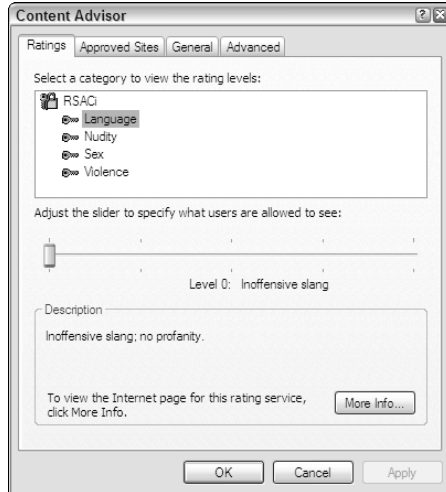 Content Advisor
Ratings Approved Sites General Advanced
Select a category to view the rating levels:
RSACi
Language
Nudity
Sex
Violence
Adjust the slider to specify what users are allowed to see:
Level 0: Inoffensive slang
Description
Inoffensive slang; no profanity.
To view the Internet page for this rating service,
click More Info.
More Info...
OK Cancel Apply